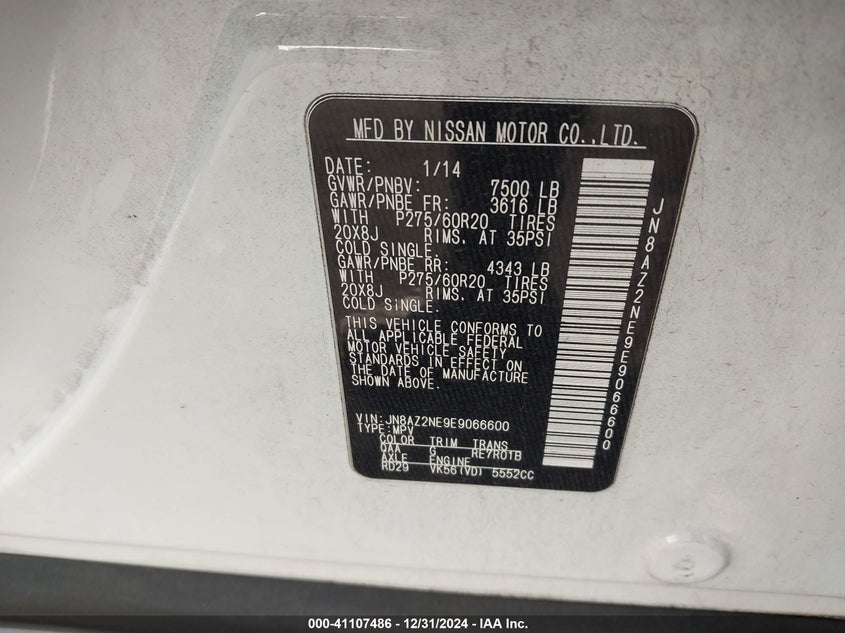 MFD BY NISSAN MOTOR CO.,LTD.
DATE: 1/14
GVWR/PNBV: 7500 LB
GAWR/PNBE FR: 3616 LB
WITH P275/60R20 TIRES
20X8J RIMS. AT 35PSI
COLD SINGLE.
GAWR/PNBE RR: 4343 LB
WITH P275/60R20 TIRES
20X8J RIMS. AT 35PSI
COLD SINGLE.
THIS VEHICLE CONFORMS TO
ALL APPLICABLE FEDERAL
MOTOR VEHICLE SAFETY
STANDARDS IN EFFECT ON
THE DATE OF MANUFACTURE
SHOWN ABOVE.
VIN:JN8AZ2NE9E9066600
TYPE:MPV
COLOR TRIM TRANS
QAA G RE7R01B
AXLE ENGINE
RD29 VK56(VD) 5552CC
JN8AZ2NE9E9066600
000-41107486 - 12/31/2024 - IAA Inc.